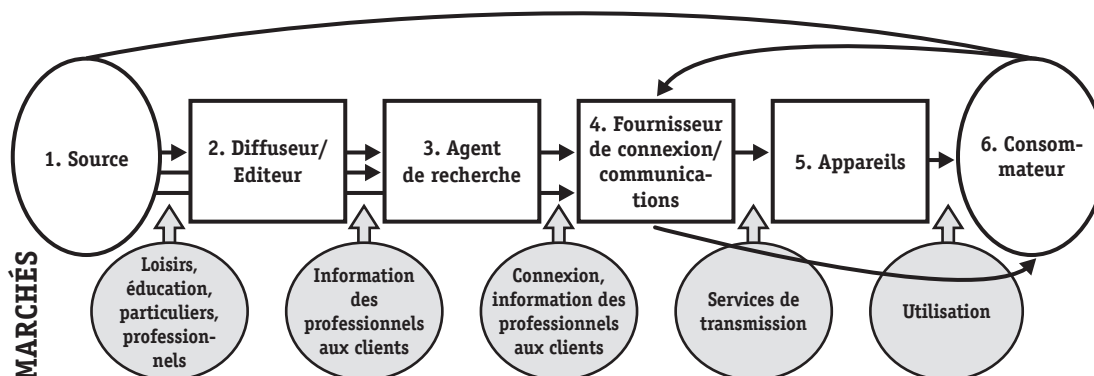 1. Source
2. Diffuseur/
Editeur
3. Agent
de recherche
4. Fournisseur
de connexion/
communica-
tions
5. Appareils
6. Consom-
mateur
MARCHÉS
Loisirs,
éducation,
particuliers,
profession-
nels
Information
des
professionnels
aux clients
Connexion,
information des
professionnels
aux clients
Services de
transmission
Utilisation